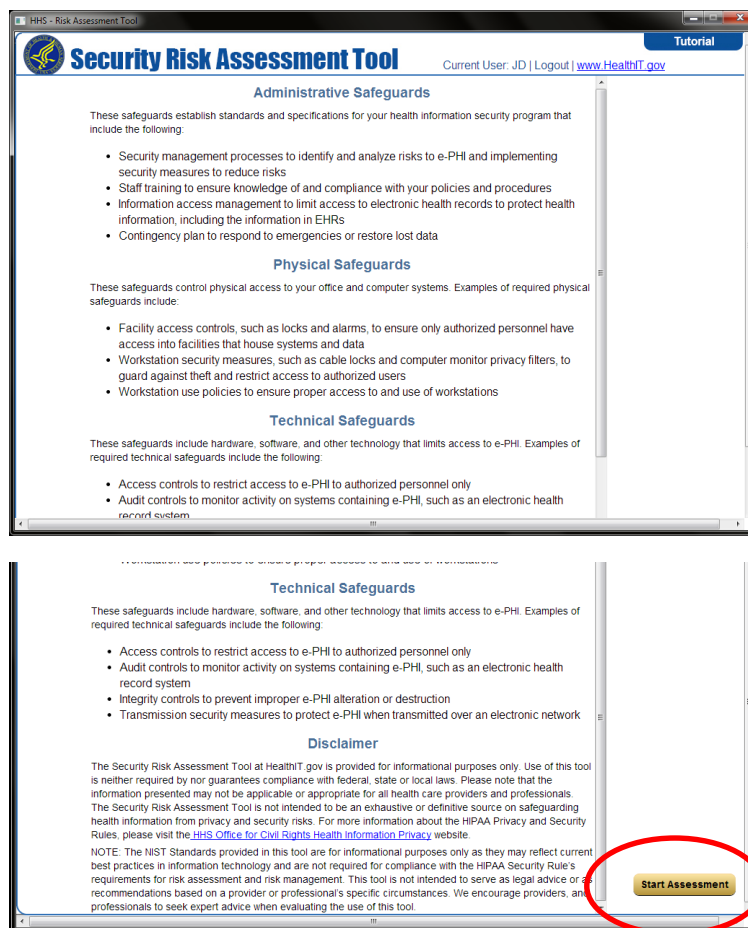 HHS - Risk Assessment Tool
Tutorial
Security Risk Assessment Tool
Current User: JD | Logout | www.HealthIT.gov
Administrative Safeguards
These safeguards establish standards and specifications for your health information security program that
include the following:
• Security management processes to identify and analyze risks to e-PHI and implementing
security measures to reduce risks
• Staff training to ensure knowledge of and compliance with your policies and procedures
• Information access management to limit access to electronic health records to protect health
information, including the information in EHRs
• Contingency plan to respond to emergencies or restore lost data
Physical Safeguards
These safeguards control physical access to your office and computer systems. Examples of required physical
safeguards include:
• Facility access controls, such as locks and alarms, to ensure only authorized personnel have
access into facilities that house systems and data
• Workstation security measures, such as cable locks and computer monitor privacy filters, to
guard against theft and restrict access to authorized users
• Workstation use policies to ensure proper access to and use of workstations
Technical Safeguards
These safeguards include hardware, software, and other technology that limits access to e-PHI. Examples of
required technical safeguards include the following:
• Access controls to restrict access to e-PHI to authorized personnel only
• Audit controls to monitor activity on systems containing e-PHI, such as an electronic health
record system
Workstation use policies to ensure proper access to and use of workstations
Technical Safeguards
These safeguards include hardware, software, and other technology that limits access to e-PHI. Examples of
required technical safeguards include the following:
• Access controls to restrict access to e-PHI to authorized personnel only
• Audit controls to monitor activity on systems containing e-PHI, such as an electronic health
record system
• Integrity controls to prevent improper e-PHI alteration or destruction
• Transmission security measures to protect e-PHI when transmitted over an electronic network
Disclaimer
The Security Risk Assessment Tool at HealthIT.gov is provided for informational purposes only. Use of this tool
is neither required by nor guarantees compliance with federal, state or local laws. Please note that the
information presented may not be applicable or appropriate for all health care providers and professionals.
The Security Risk Assessment Tool is not intended to be an exhaustive or definitive source on safeguarding
health information from privacy and security risks. For more information about the HIPAA Privacy and Security
Rules, please visit the HHS Office for Civil Rights Health Information Privacy website.
NOTE: The NIST Standards provided in this tool are for informational purposes only as they may reflect current
best practices in information technology and are not required for compliance with the HIPAA Security Rule's
requirements for risk assessment and risk management. This tool is not intended to serve as legal advice or as
recommendations based on a provider or professional's specific circumstances. We encourage providers, and
professionals to seek expert advice when evaluating the use of this tool.
Start Assessment